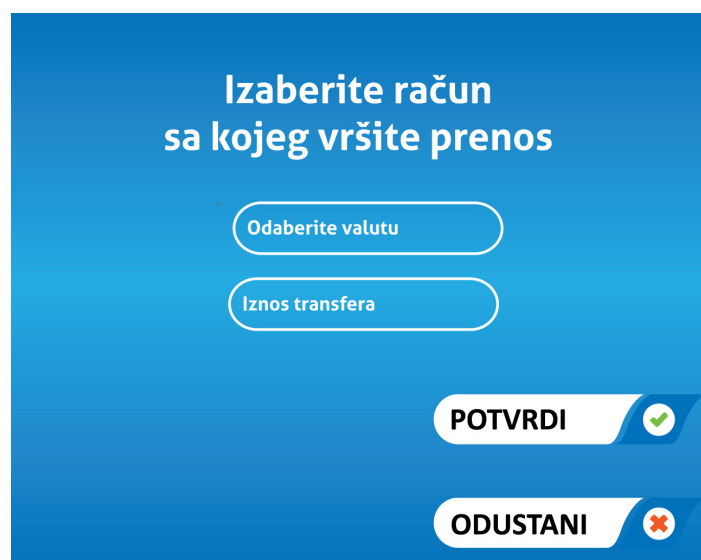 Izaberite račun
sa kojeg vršite prenos
Odaberite valutu
Iznos transfera
POTVRDI
ODUSTANI